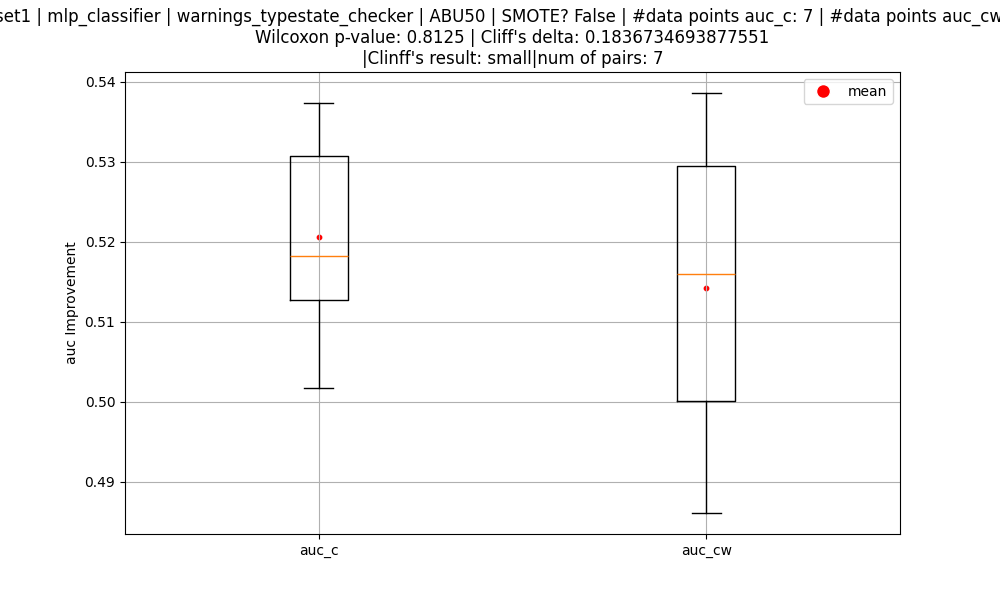 set1 | mlp_classifier | warnings_typestate_checker | ABU50 | SMOTE? False | #data points auc_c: 7 | #data points auc_cw
Wilcoxon p-value: 0.8125 | Cliff's delta: 0.1836734693877551
|Clinff's result: small|num of pairs: 7
mean
0.54
0.53
0.52
0.51
0.50
0.49
auc Improvement
auc_c
auc_cw